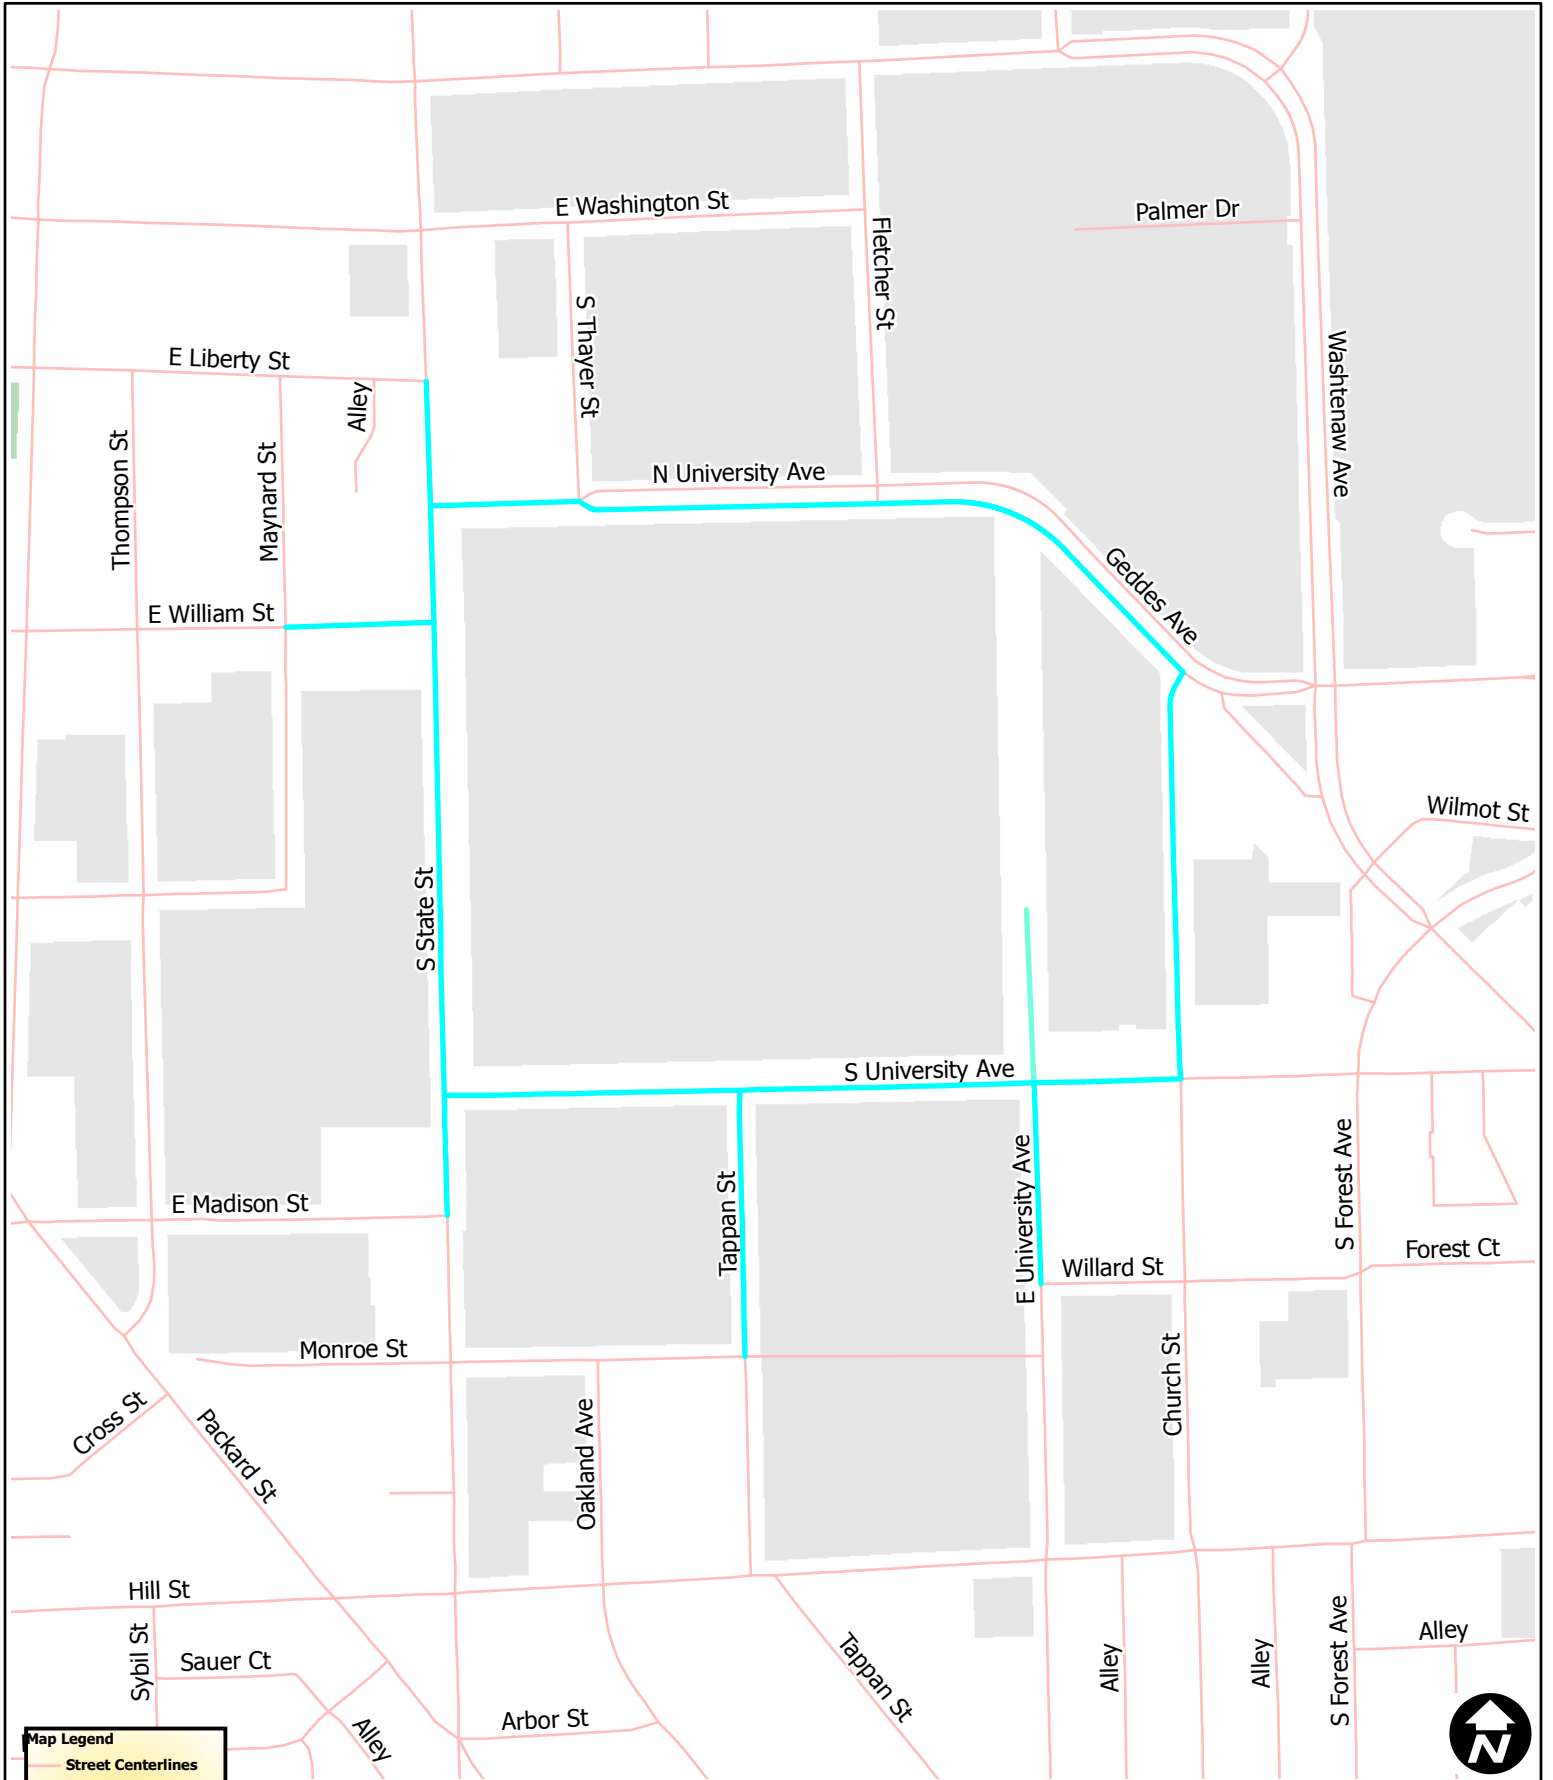 E Washington St
Palmer Dr
Fletcher St
S Thayer St
E Liberty St
Alley
Washtenaw Ave
Thompson St
Maynard St
N University Ave
Geddes Ave
E William St
Wilmot St
S State St
S University Ave
S Forest Ave
E University Ave
Tappan St
E Madison St
Forest Ct
Willard St
Monroe St
Church St
Cross St
Packard St
Oakland Ave
Hill St
Sybil St
Sauer Ct
Alley
Arbor St
Tappan St
Alley
Alley
S Forest Ave
Alley
Map Legend
Street Centerlines
N